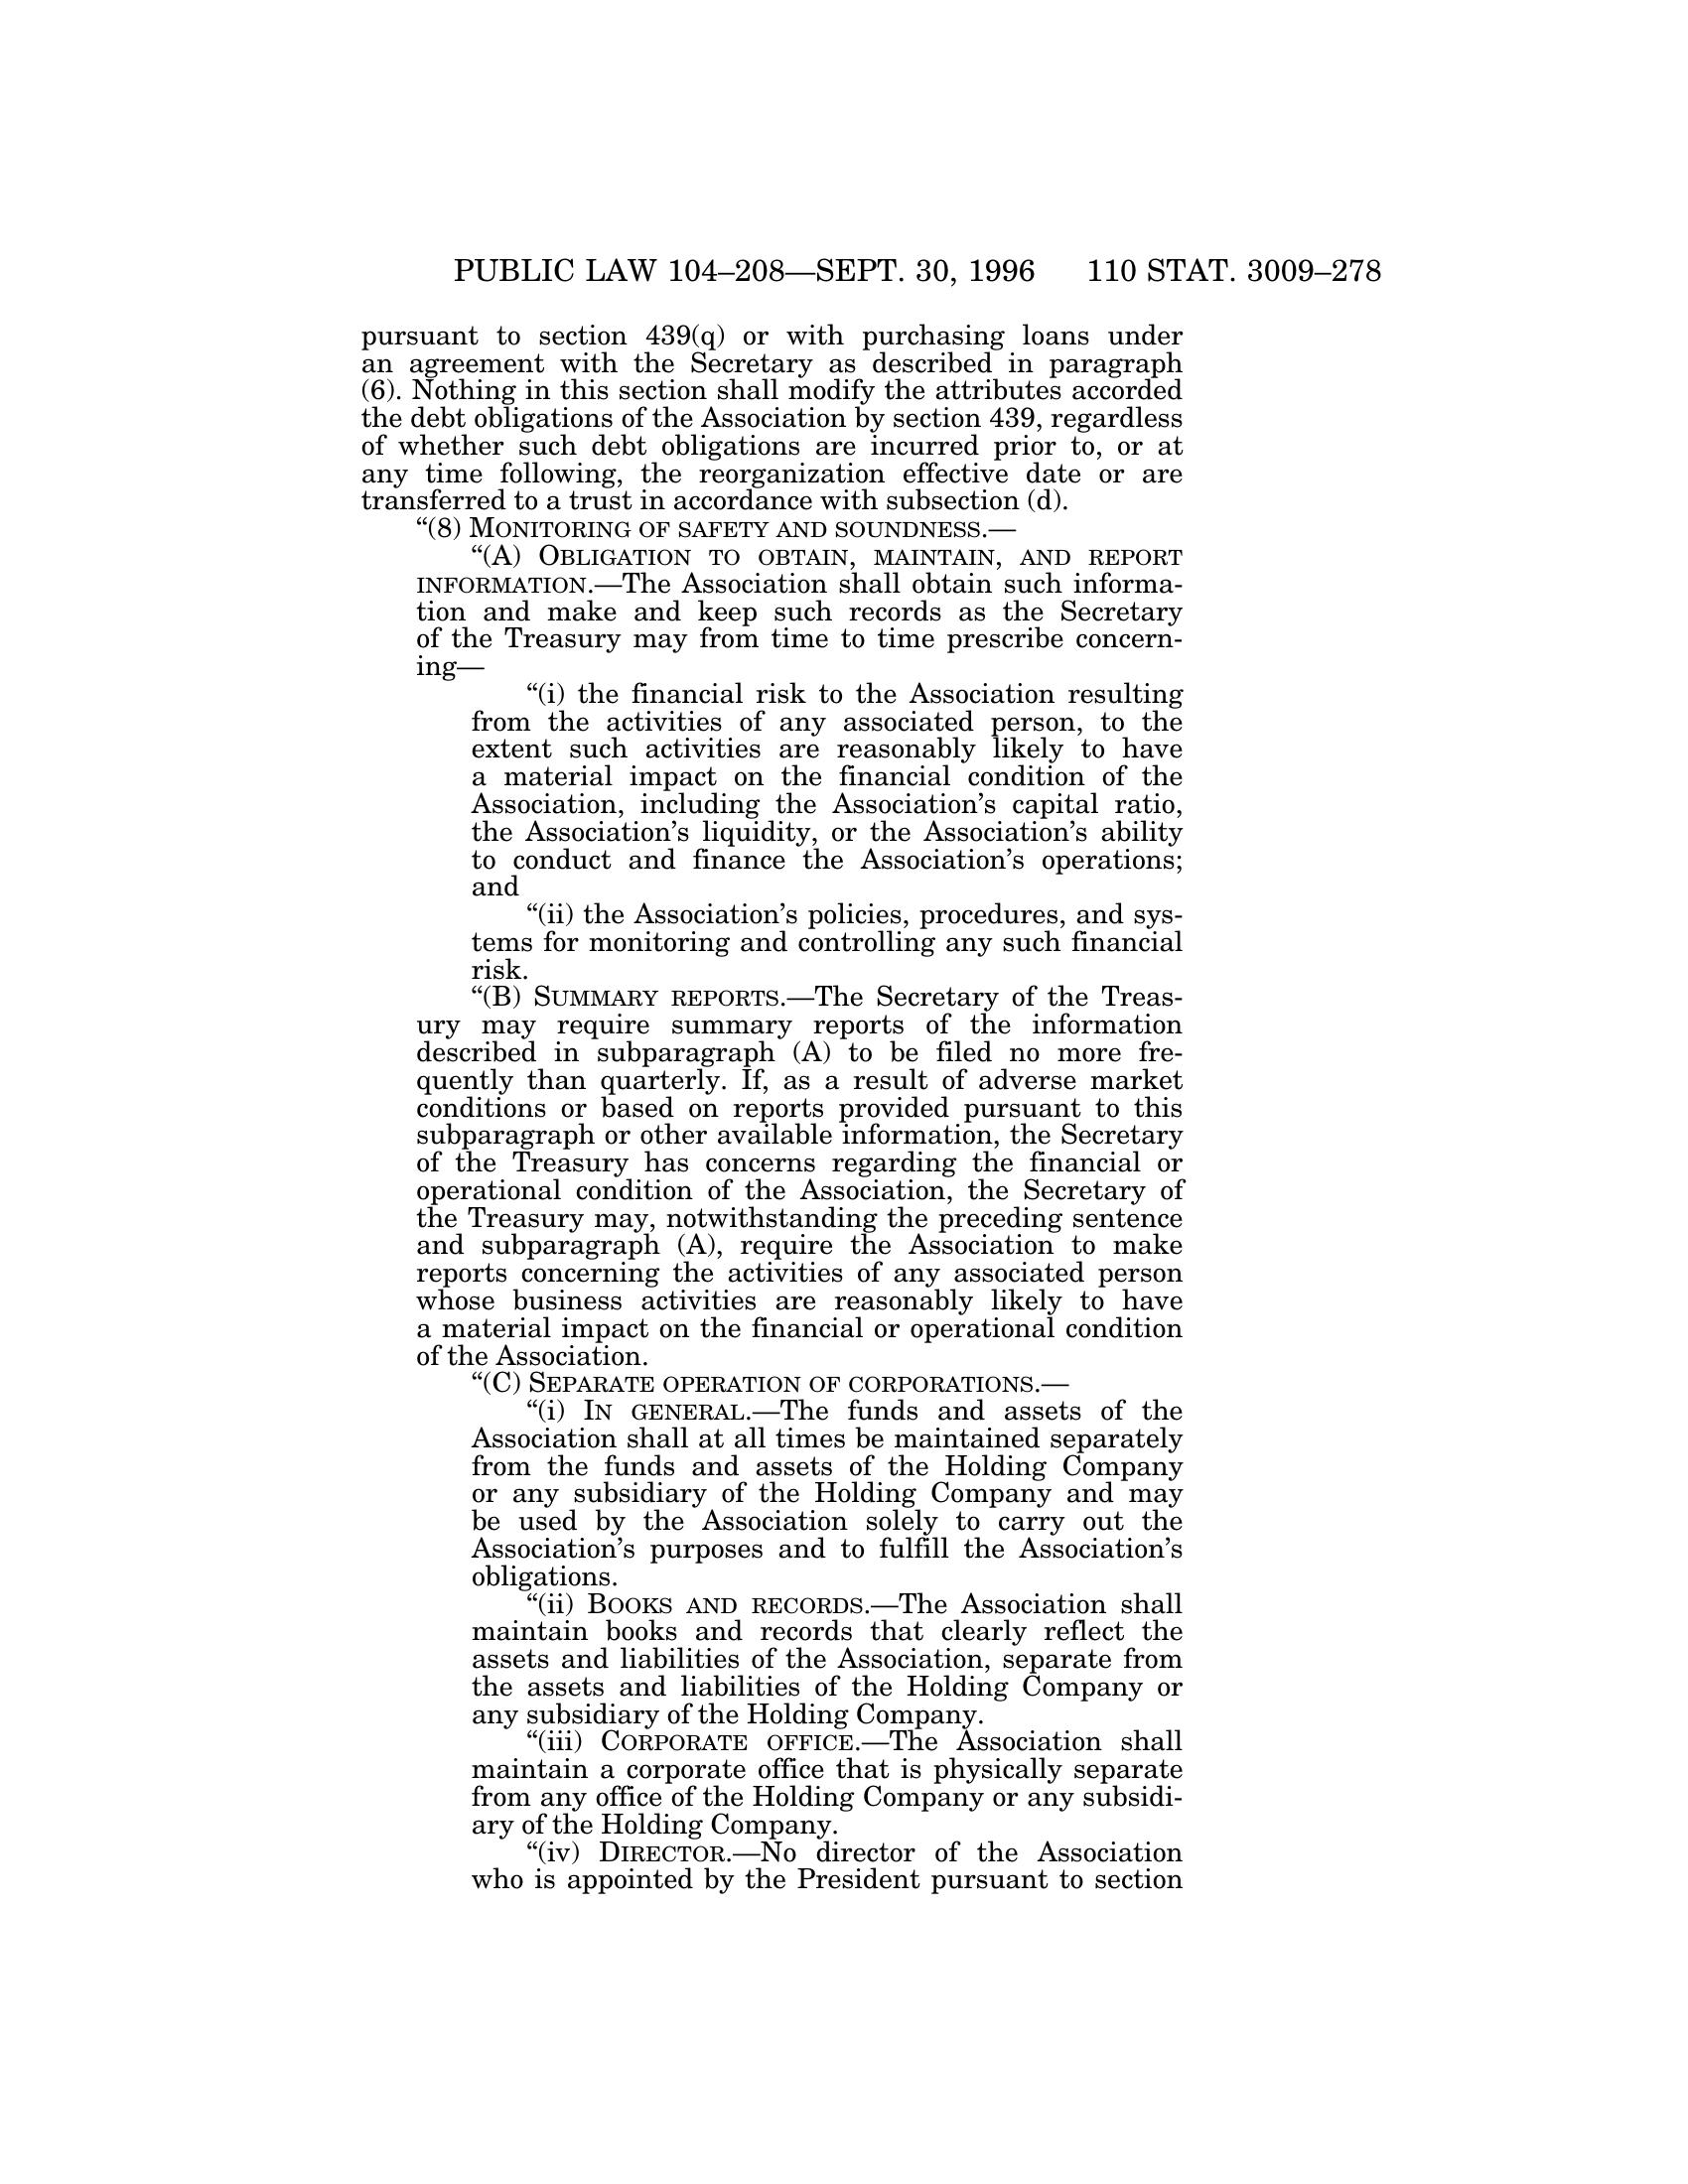 PUBLIC LAW 104–208—SEPT. 30, 1996 110 STAT. 3009–278
pursuant to section 439(q) or with purchasing loans under
an agreement with the Secretary as described in paragraph
(6). Nothing in this section shall modify the attributes accorded
the debt obligations of the Association by section 439, regardless
of whether such debt obligations are incurred prior to, or at
any time following, the reorganization effective date or are
transferred to a trust in accordance with subsection (d).
“(8) MONITORING OF SAFETY AND SOUNDNESS.—
“(A) OBLIGATION TO OBTAIN, MAINTAIN, AND REPORT
INFORMATION.—The Association shall obtain such informa-
tion and make and keep such records as the Secretary
of the Treasury may from time to time prescribe concern-
ing—
“(i) the financial risk to the Association resulting
from the activities of any associated person, to the
extent such activities are reasonably likely to have
a material impact on the financial condition of the
Association, including the Association’s capital ratio,
the Association’s liquidity, or the Association’s ability
to conduct and finance the Association’s operations;
and
“(ii) the Association’s policies, procedures, and sys-
tems for monitoring and controlling any such financial
risk.
“(B) SUMMARY REPORTS.—The Secretary of the Treas-
ury may require summary reports of the information
described in subparagraph (A) to be filed no more fre-
quently than quarterly. If, as a result of adverse market
conditions or based on reports provided pursuant to this
subparagraph or other available information, the Secretary
of the Treasury has concerns regarding the financial or
operational condition of the Association, the Secretary of
the Treasury may, notwithstanding the preceding sentence
and subparagraph (A), require the Association to make
reports concerning the activities of any associated person
whose business activities are reasonably likely to have
a material impact on the financial or operational condition
of the Association.
“(C) SEPARATE OPERATION OF CORPORATIONS.—
“(i) IN GENERAL.—The funds and assets of the
Association shall at all times be maintained separately
from the funds and assets of the Holding Company
or any subsidiary of the Holding Company and may
be used by the Association solely to carry out the
Association’s purposes and to fulfill the Association’s
obligations.
“(ii) BOOKS AND RECORDS.—The Association shall
maintain books and records that clearly reflect the
assets and liabilities of the Association, separate from
the assets and liabilities of the Holding Company or
any subsidiary of the Holding Company.
“(iii) CORPORATE OFFICE.—The Association shall
maintain a corporate office that is physically separate
from any office of the Holding Company or any subsidi-
ary of the Holding Company.
“(iv) DIRECTOR.—No director of the Association
who is appointed by the President pursuant to section